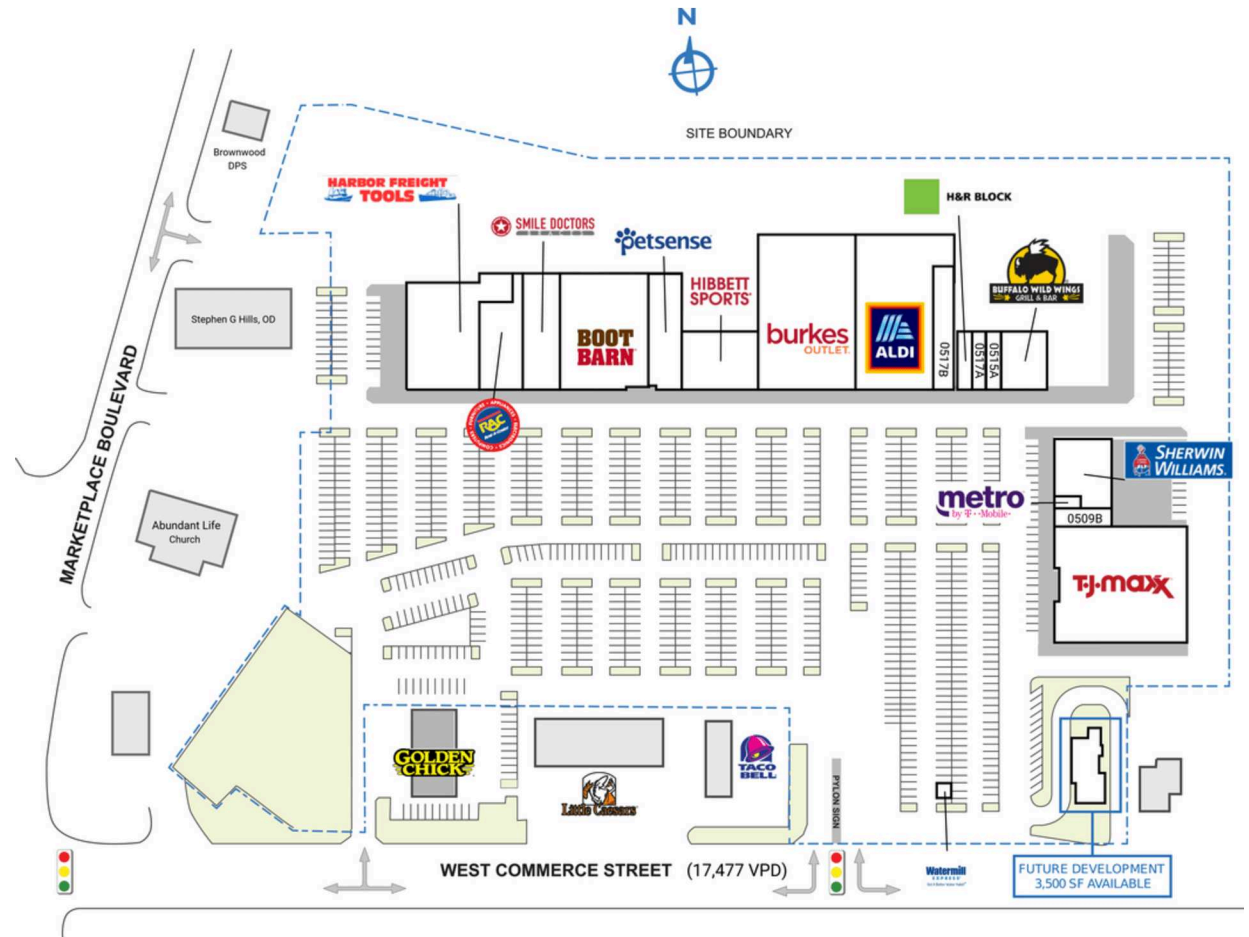 N
SITE BOUNDARY
Brownwood
DPS
HARBOR FREIGHT
TOOLS
SMILE DOCTORS
BRACES
petsense
H&R BLOCK
HIBBETT
SPORTS
BUFFALO WILD WINGS
GRILL & BAR
Stephen G Hills, OD
BOOT
BARN
burkes
OUTLET
ALDI
0517B
0517A
0515A
RAC
MARKETPLACE BOULEVARD
SHERWIN
WILLIAMS.
metro
by T-Mobile
0509B
Abundant Life
Church
T·J·maxx
GOLDEN
CHICK
Little Caesars
TACO
BELL
PYLON SIGN
WEST COMMERCE STREET (17,477 VPD)
Watermill
EXPRESS
FUTURE DEVELOPMENT
3,500 SF AVAILABLE